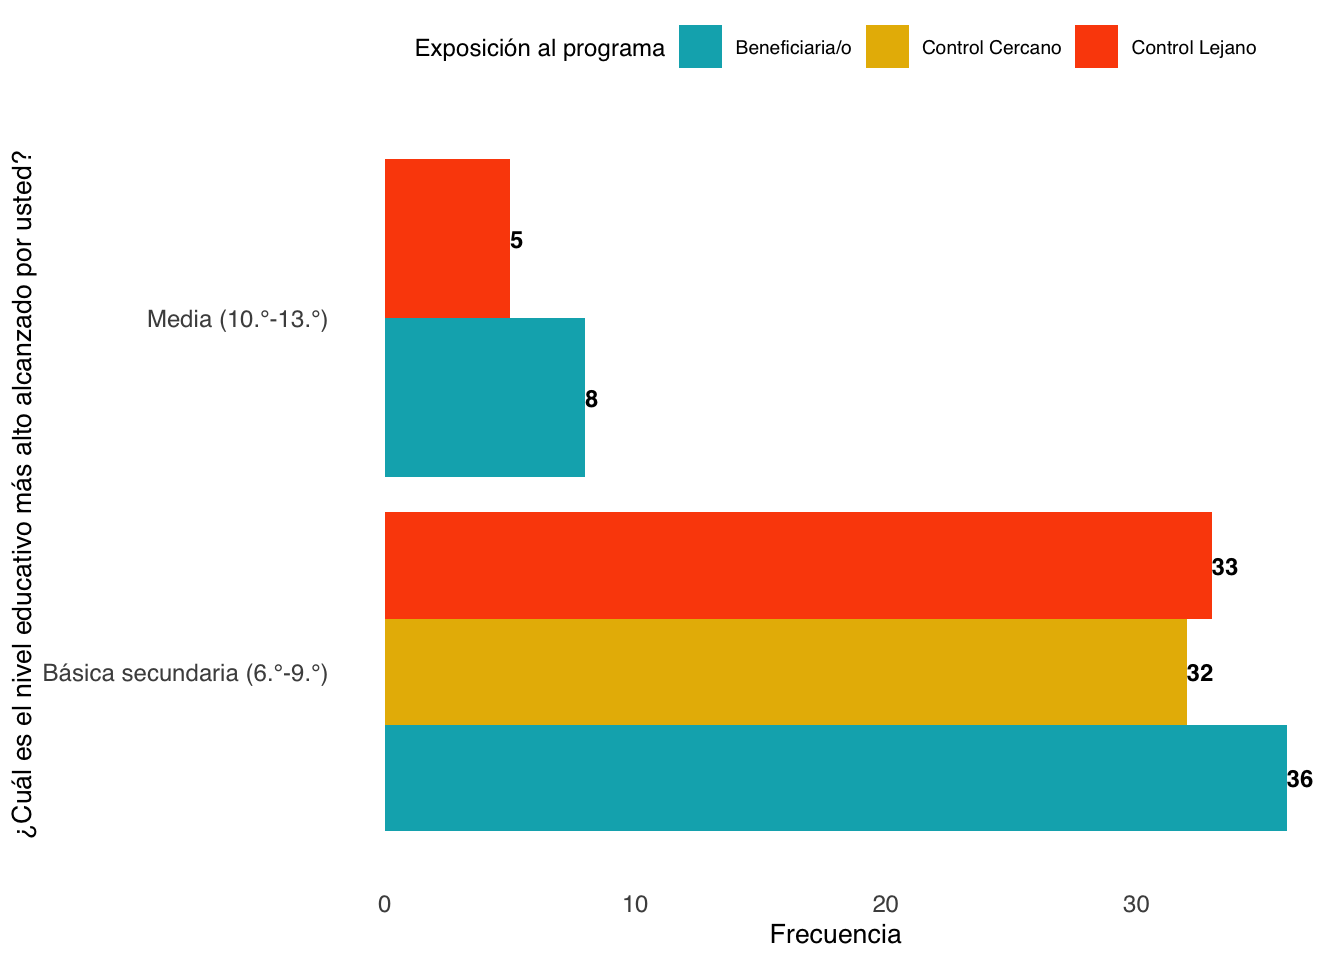 Exposición al programa Beneficiaria/o Control Cercano Control Lejano
¿Cuál es el nivel educativo más alto alcanzado por usted?
5
Media (10.°-13.°)
8
33
Básica secundaria (6.°-9.°)
32
36
0 10 20 30
Frecuencia